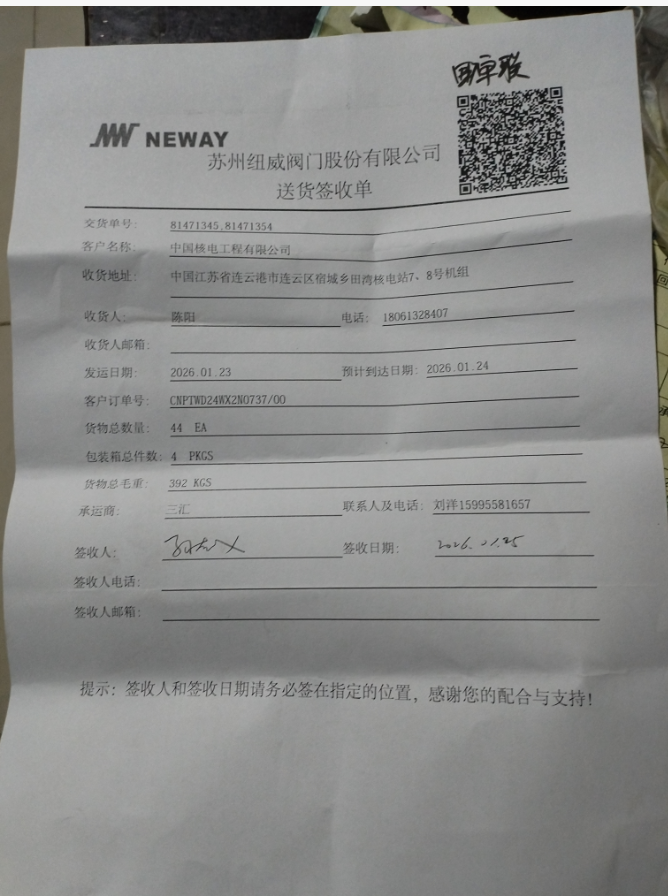 回单联
NEWAY
苏州纽威阀门股份有限公司
送货签收单
交货单号： 81471345,81471354
客户名称： 中国核电工程有限公司
收货地址： 中国江苏省连云港市连云区宿城乡田湾核电站7、8号机组
收货人： 陈阳 电话： 18061328407
收货人邮箱：
发运日期： 2026.01.23 预计到达日期： 2026.01.24
客户订单号： CNPTWD24WX2N0737/00
货物总数量： 44 EA
包装箱总件数： 4 PKGS
货物总毛重： 392 KGS
承运商： 三汇 联系人及电话： 刘洋15995581657
签收人： 签收日期： 2026.01.25
签收人电话：
签收人邮箱：
提示：签收人和签收日期请务必签在指定的位置，感谢您的配合与支持！